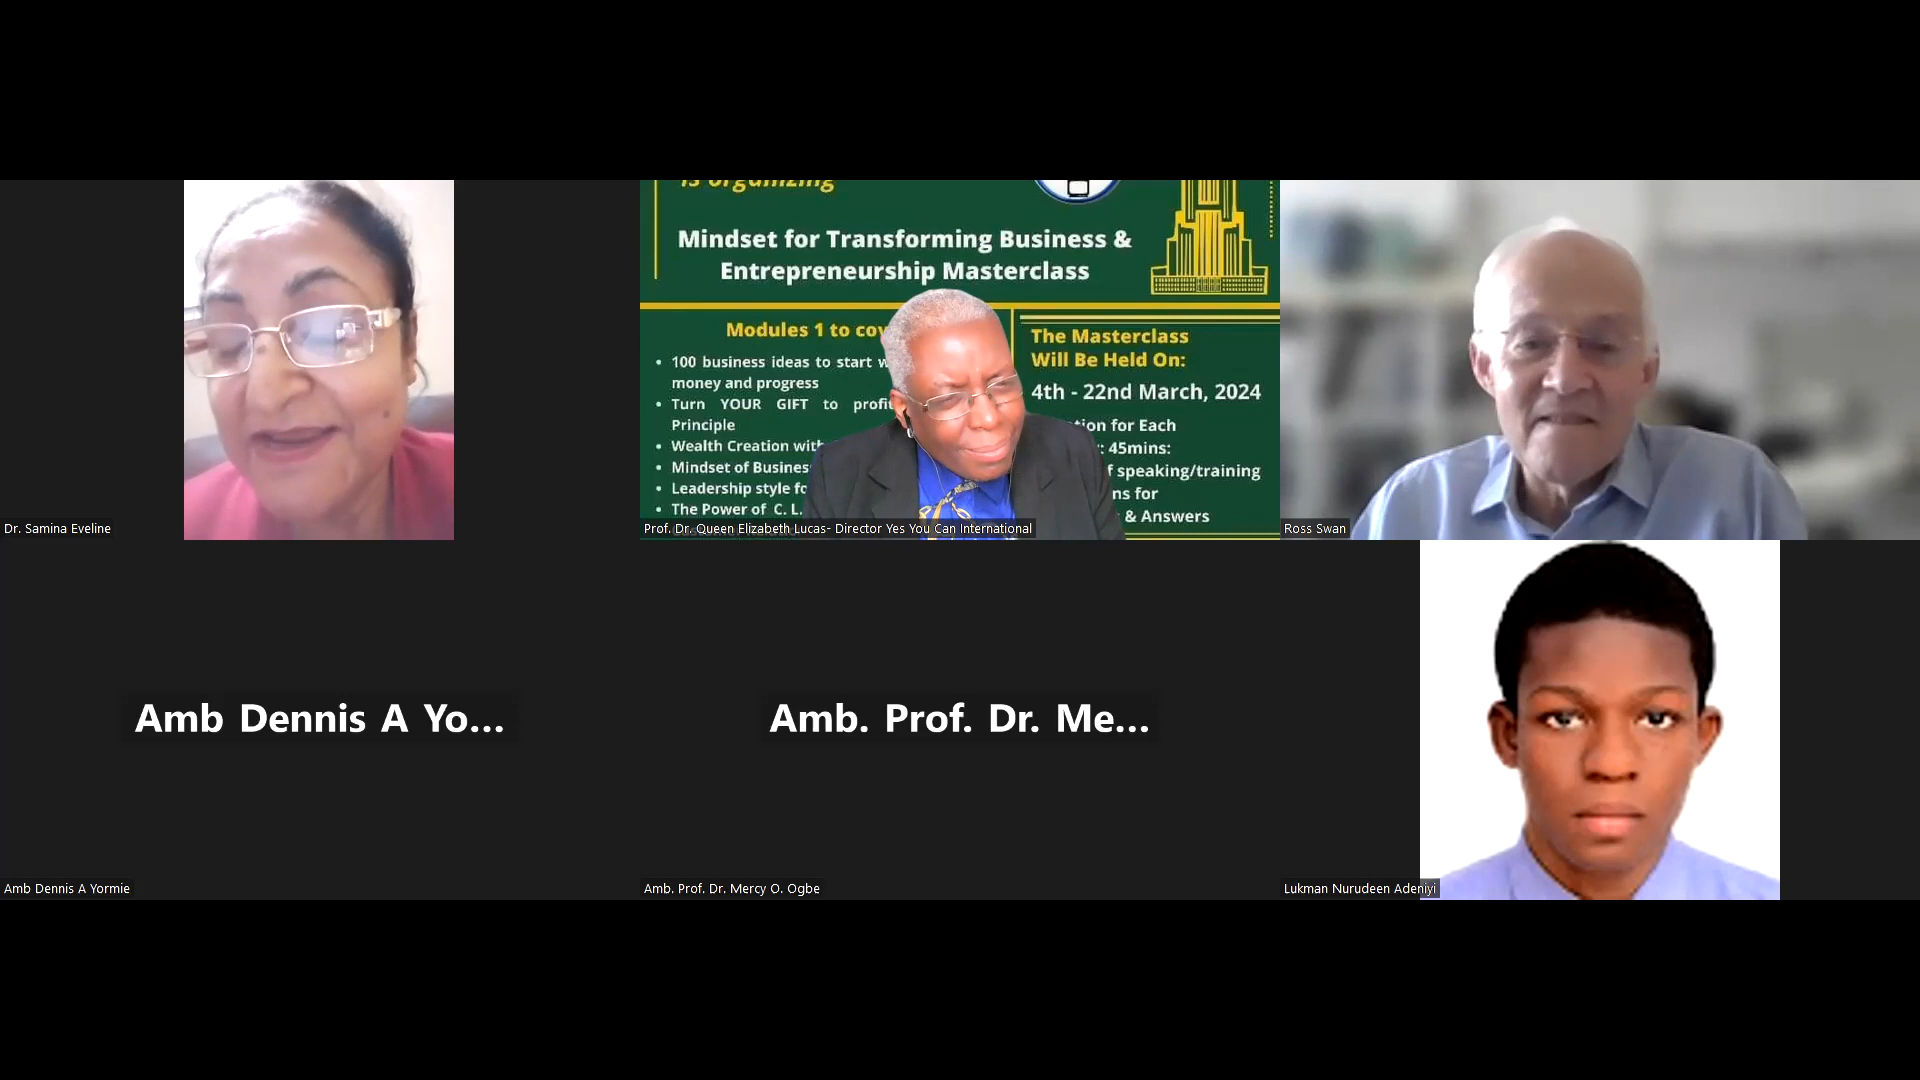 is organizing
Mindset for Transforming Business &
Entrepreneurship Masterclass
Modules 1 to cov
• 100 business ideas to start w
money and progress
• Turn YOUR GIFT to profit
Principle
• Wealth Creation with
• Mindset of Business
• Leadership style fo
• The Power of C. L.
The Masterclass
Will Be Held On:
4th - 22nd March, 2024
tion for Each
: 45mins:
f speaking/training
ns for
& Answers
Dr. Samina Eveline
Prof. Dr. Queen Elizabeth Lucas- Director Yes You Can International
Ross Swan
Amb Dennis A Yo...
Amb. Prof. Dr. Me...
Amb Dennis A Yormie
Amb. Prof. Dr. Mercy O. Ogbe
Lukman Nurudeen Adeniyi